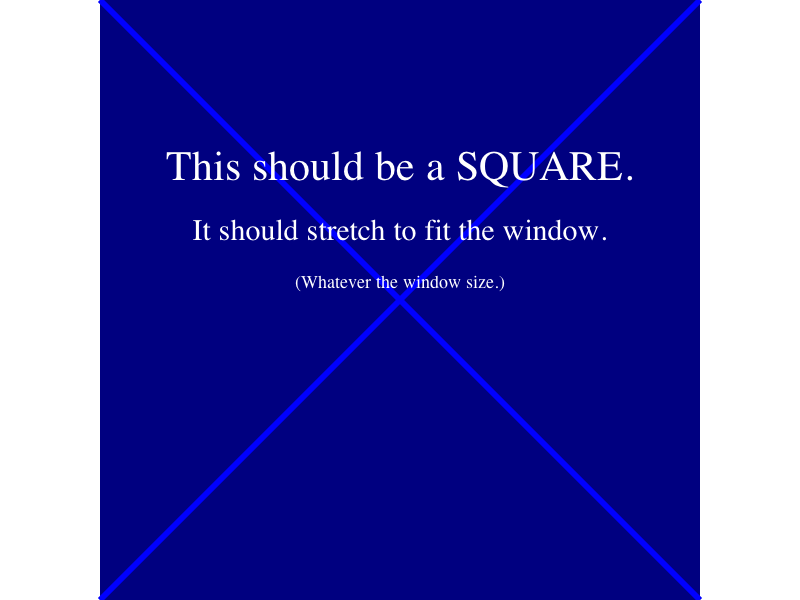 This should be a SQUARE.
It should stretch to fit the window.
(Whatever the window size.)